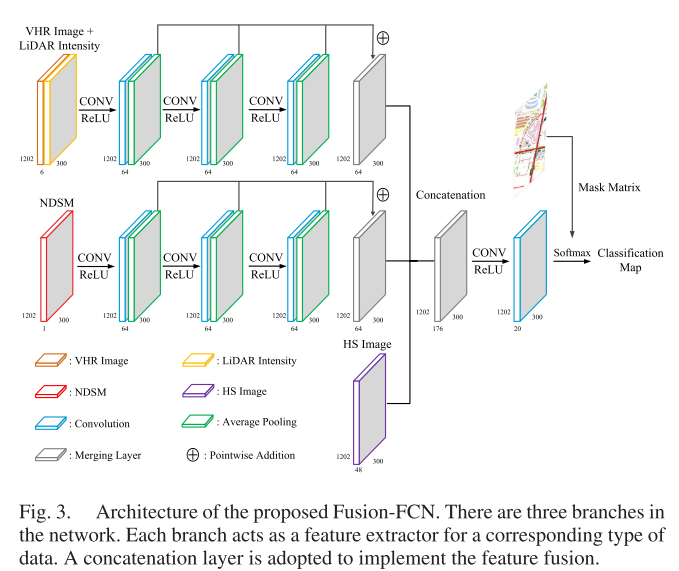 VHR Image +
LiDAR Intensity
CONV
ReLU
CONV
ReLU
CONV
ReLU
1202
6
300
1202
64
300
1202
64
300
1202
64
300
1202
64
300
NDSM
CONV
ReLU
CONV
ReLU
CONV
ReLU
1202
1
300
1202
64
300
1202
64
300
1202
64
300
1202
64
300
Concatenation
1202
176
300
CONV
ReLU
1202
20
300
Mask Matrix
Softmax
Classification
Map
HS Image
1202
48
300
: VHR Image
: LiDAR Intensity
: NDSM
: HS Image
: Convolution
: Average Pooling
: Merging Layer
: Pointwise Addition
Fig. 3. Architecture of the proposed Fusion-FCN. There are three branches in
the network. Each branch acts as a feature extractor for a corresponding type of
data. A concatenation layer is adopted to implement the feature fusion.